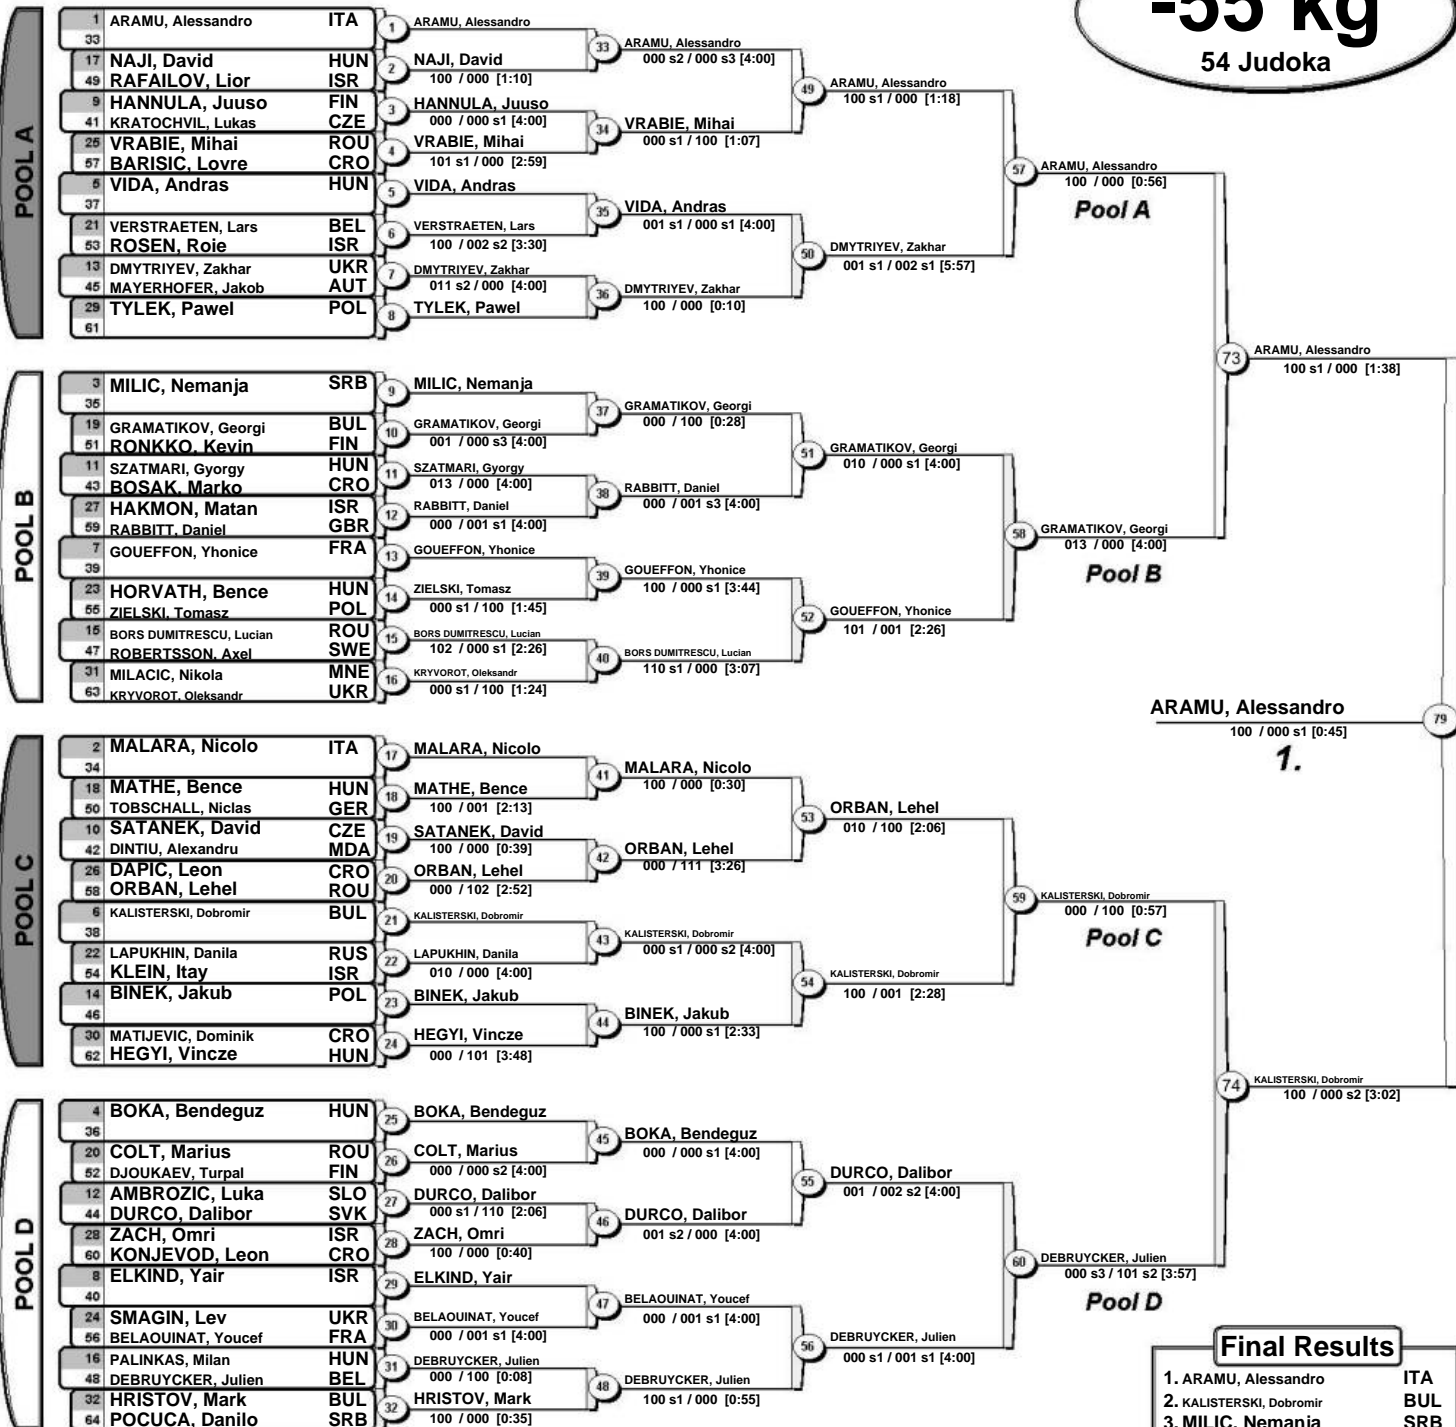 -55 kg
54 Judoka
POOL A
1 ARAMU, Alessandro ITA
33
17 NAJI, David HUN
49 RAFAILOV, Lior ISR
9 HANNULA, Juuso FIN
41 KRATOCHVIL, Lukas CZE
25 VRABIE, Mihai ROU
57 BARISIC, Lovre CRO
5 VIDA, Andras HUN
37
21 VERSTRAETEN, Lars BEL
53 ROSEN, Roie ISR
13 DMYTRIYEV, Zakhar UKR
45 MAYERHOFER, Jakob AUT
29 TYLEK, Pawel POL
61
1 ARAMU, Alessandro
2 NAJI, David
100 / 000 [1:10]
3 HANNULA, Juuso
000 / 000 s1 [4:00]
4 VRABIE, Mihai
101 s1 / 000 [2:59]
5 VIDA, Andras
6 VERSTRAETEN, Lars
100 / 002 s2 [3:30]
7 DMYTRIYEV, Zakhar
011 s2 / 000 [4:00]
8 TYLEK, Pawel
33 ARAMU, Alessandro
000 s2 / 000 s3 [4:00]
34 VRABIE, Mihai
000 s1 / 100 [1:07]
35 VIDA, Andras
001 s1 / 000 s1 [4:00]
36 DMYTRIYEV, Zakhar
100 / 000 [0:10]
49 ARAMU, Alessandro
100 s1 / 000 [1:18]
50 DMYTRIYEV, Zakhar
001 s1 / 002 s1 [5:57]
57 ARAMU, Alessandro
100 / 000 [0:56]
Pool A
POOL B
3 MILIC, Nemanja SRB
35
19 GRAMATIKOV, Georgi BUL
51 RONKKO, Kevin FIN
11 SZATMARI, Gyorgy HUN
43 BOSAK, Marko CRO
27 HAKMON, Matan ISR
59 RABBITT, Daniel GBR
7 GOUEFFON, Yhonice FRA
39
23 HORVATH, Bence HUN
55 ZIELSKI, Tomasz POL
15 BORS DUMITRESCU, Lucian ROU
47 ROBERTSSON, Axel SWE
31 MILACIC, Nikola MNE
63 KRYVOROT, Oleksandr UKR
9 MILIC, Nemanja
10 GRAMATIKOV, Georgi
001 / 000 s3 [4:00]
11 SZATMARI, Gyorgy
013 / 000 [4:00]
12 RABBITT, Daniel
000 / 001 s1 [4:00]
13 GOUEFFON, Yhonice
14 ZIELSKI, Tomasz
000 s1 / 100 [1:45]
15 BORS DUMITRESCU, Lucian
102 / 000 s1 [2:26]
16 KRYVOROT, Oleksandr
000 s1 / 100 [1:24]
37 GRAMATIKOV, Georgi
000 / 100 [0:28]
38 RABBITT, Daniel
000 / 001 s3 [4:00]
39 GOUEFFON, Yhonice
100 / 000 s1 [3:44]
40 BORS DUMITRESCU, Lucian
110 s1 / 000 [3:07]
51 GRAMATIKOV, Georgi
010 / 000 s1 [4:00]
52 GOUEFFON, Yhonice
101 / 001 [2:26]
58 GRAMATIKOV, Georgi
013 / 000 [4:00]
Pool B
73 ARAMU, Alessandro
100 s1 / 000 [1:38]
ARAMU, Alessandro 79
100 / 000 s1 [0:45]
1.
POOL C
2 MALARA, Nicolo ITA
34
18 MATHE, Bence HUN
50 TOBSCHALL, Niclas GER
10 SATANEK, David CZE
42 DINTIU, Alexandru MDA
26 DAPIC, Leon CRO
58 ORBAN, Lehel ROU
6 KALISTERSKI, Dobromir BUL
38
22 LAPUKHIN, Danila RUS
54 KLEIN, Itay ISR
14 BINEK, Jakub POL
46
30 MATIJEVIC, Dominik CRO
62 HEGYI, Vincze HUN
17 MALARA, Nicolo
18 MATHE, Bence
100 / 001 [2:13]
19 SATANEK, David
100 / 000 [0:39]
20 ORBAN, Lehel
000 / 102 [2:52]
21 KALISTERSKI, Dobromir
22 LAPUKHIN, Danila
010 / 000 [4:00]
23 BINEK, Jakub
24 HEGYI, Vincze
000 / 101 [3:48]
41 MALARA, Nicolo
100 / 000 [0:30]
42 ORBAN, Lehel
000 / 111 [3:26]
43 KALISTERSKI, Dobromir
000 s1 / 000 s2 [4:00]
44 BINEK, Jakub
100 / 000 s1 [2:33]
53 ORBAN, Lehel
010 / 100 [2:06]
54 KALISTERSKI, Dobromir
100 / 001 [2:28]
59 KALISTERSKI, Dobromir
000 / 100 [0:57]
Pool C
74 KALISTERSKI, Dobromir
100 / 000 s2 [3:02]
POOL D
4 BOKA, Bendeguz HUN
36
20 COLT, Marius ROU
52 DJOUKAEV, Turpal FIN
12 AMBROZIC, Luka SLO
44 DURCO, Dalibor SVK
28 ZACH, Omri ISR
60 KONJEVOD, Leon CRO
8 ELKIND, Yair ISR
40
24 SMAGIN, Lev UKR
56 BELAOUINAT, Youcef FRA
16 PALINKAS, Milan HUN
48 DEBRUYCKER, Julien BEL
32 HRISTOV, Mark BUL
64 POCUCA, Danilo SRB
25 BOKA, Bendeguz
26 COLT, Marius
000 / 000 s2 [4:00]
27 DURCO, Dalibor
000 s1 / 110 [2:06]
28 ZACH, Omri
100 / 000 [0:40]
29 ELKIND, Yair
30 BELAOUINAT, Youcef
000 / 001 s1 [4:00]
31 DEBRUYCKER, Julien
000 / 100 [0:08]
32 HRISTOV, Mark
100 / 000 [0:35]
45 BOKA, Bendeguz
000 / 000 s1 [4:00]
46 DURCO, Dalibor
001 s2 / 000 [4:00]
47 BELAOUINAT, Youcef
000 / 001 s1 [4:00]
48 DEBRUYCKER, Julien
100 s1 / 000 [0:55]
55 DURCO, Dalibor
001 / 002 s2 [4:00]
56 DEBRUYCKER, Julien
000 s1 / 001 s1 [4:00]
60 DEBRUYCKER, Julien
000 s3 / 101 s2 [3:57]
Pool D
Final Results
1. ARAMU, Alessandro ITA
2. KALISTERSKI, Dobromir BUL
3. MILIC, Nemanja SRB